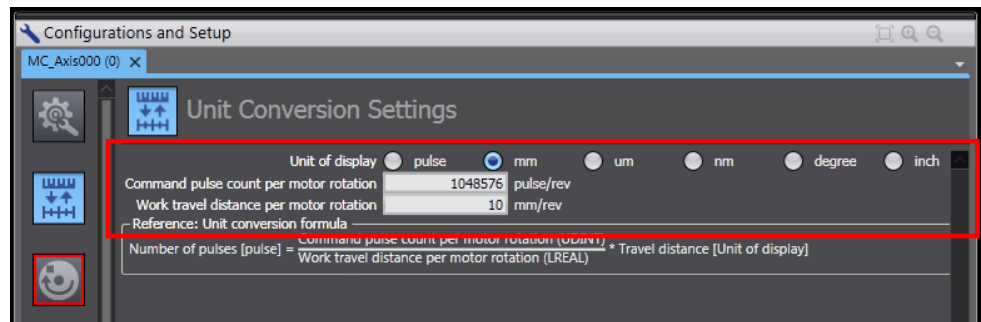 Configurations and Setup
MC_Axis000 (0)
Unit Conversion Settings
Unit of display pulse mm um nm degree inch
Command pulse count per motor rotation 1048576 pulse/rev
Work travel distance per motor rotation 10 mm/rev
Reference: Unit conversion formula
Command pulse count per motor rotation (UDINT)
Number of pulses [pulse] = * Travel distance [Unit of display]
Work travel distance per motor rotation (LREAL)